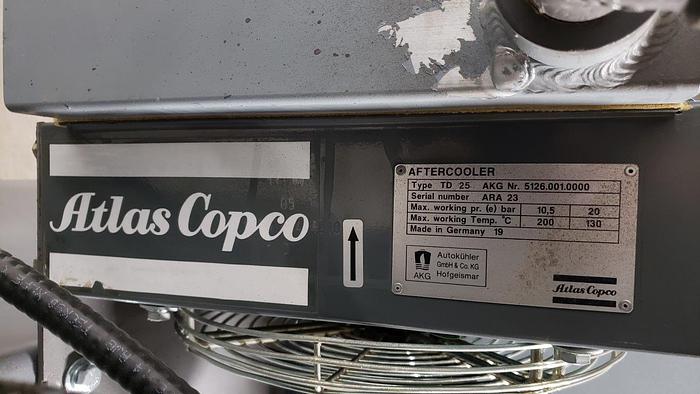 Atlas Copco
AFTERCOOLER
Type TD 25 AKG Nr. 5126.001.0000
Serial number ARA 23
Max. working pr. (e) bar 10,5 20
Max. working Temp. °C 200 130
Made in Germany 19
AKG
Autokühler
GmbH & Co. KG
Hofgeismar
Atlas Copco